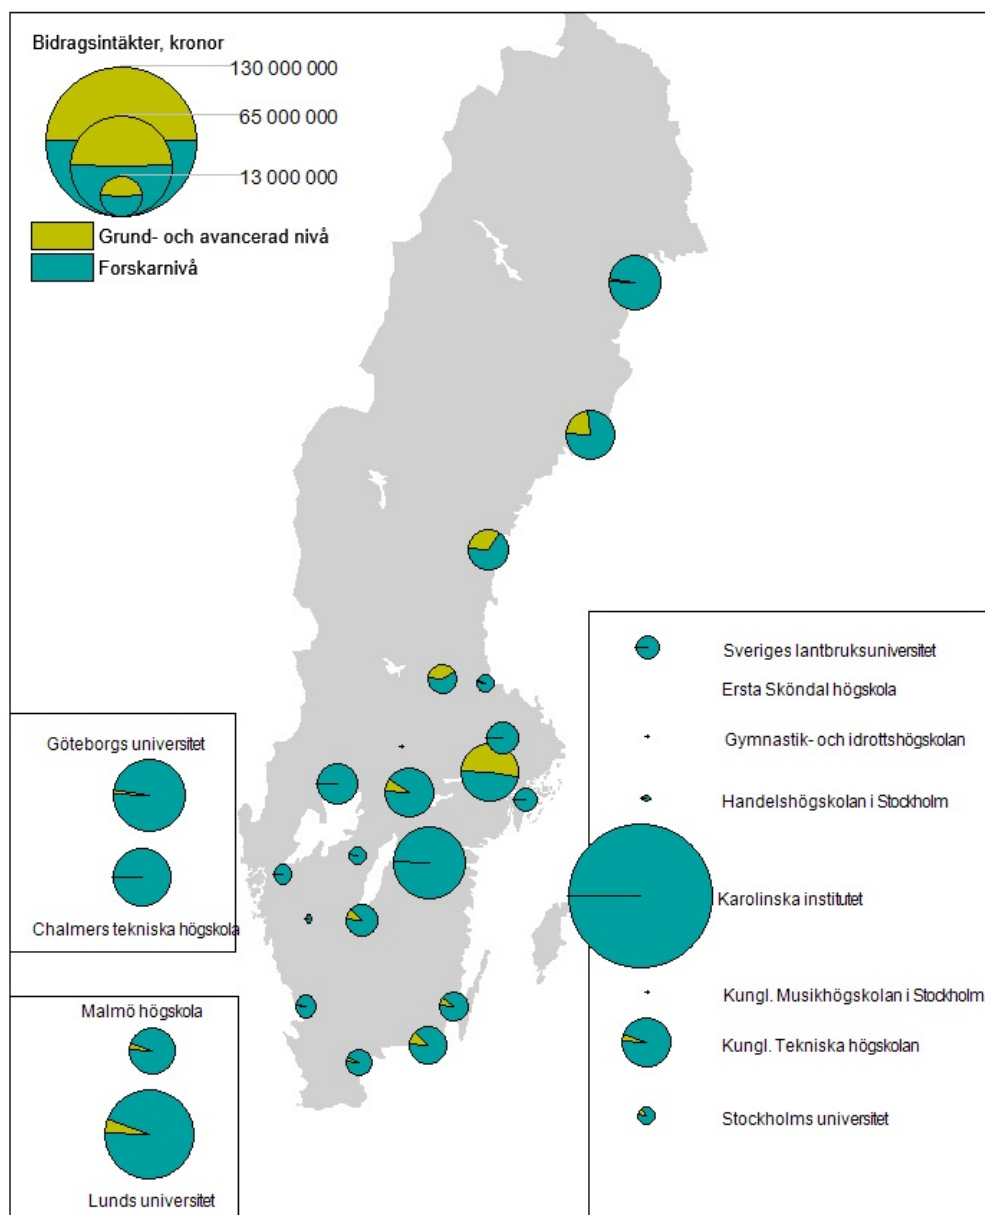 Bidragsintäkter, kronor
130 000 000
65 000 000
13 000 000
Grund- och avancerad nivå
Forskarnivå
Göteborgs universitet
Chalmers tekniska högskola
Malmö högskola
Lunds universitet
Sveriges lantbruksuniversitet
Ersta Sköndal högskola
Gymnastik- och idrottshögskolan
Handelshögskolan i Stockholm
Karolinska institutet
Kungl. Musikhögskolan i Stockholm
Kungl. Tekniska högskolan
Stockholms universitet